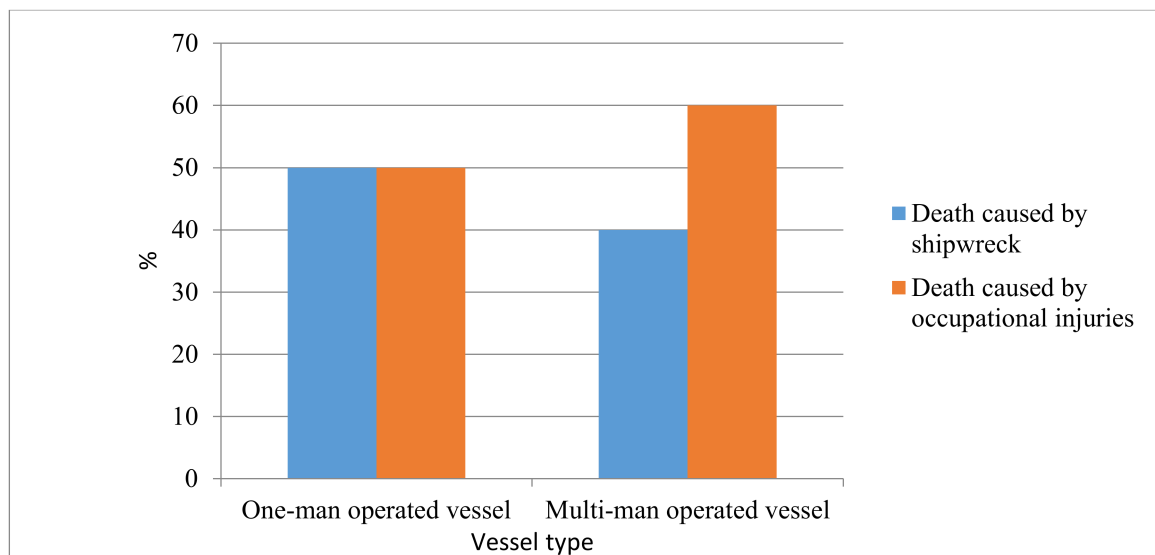 70
60
50
40
30
20
10
0
%
One-man operated vessel
Multi-man operated vessel
Vessel type
Death caused by
shipwreck
Death caused by
occupational injuries